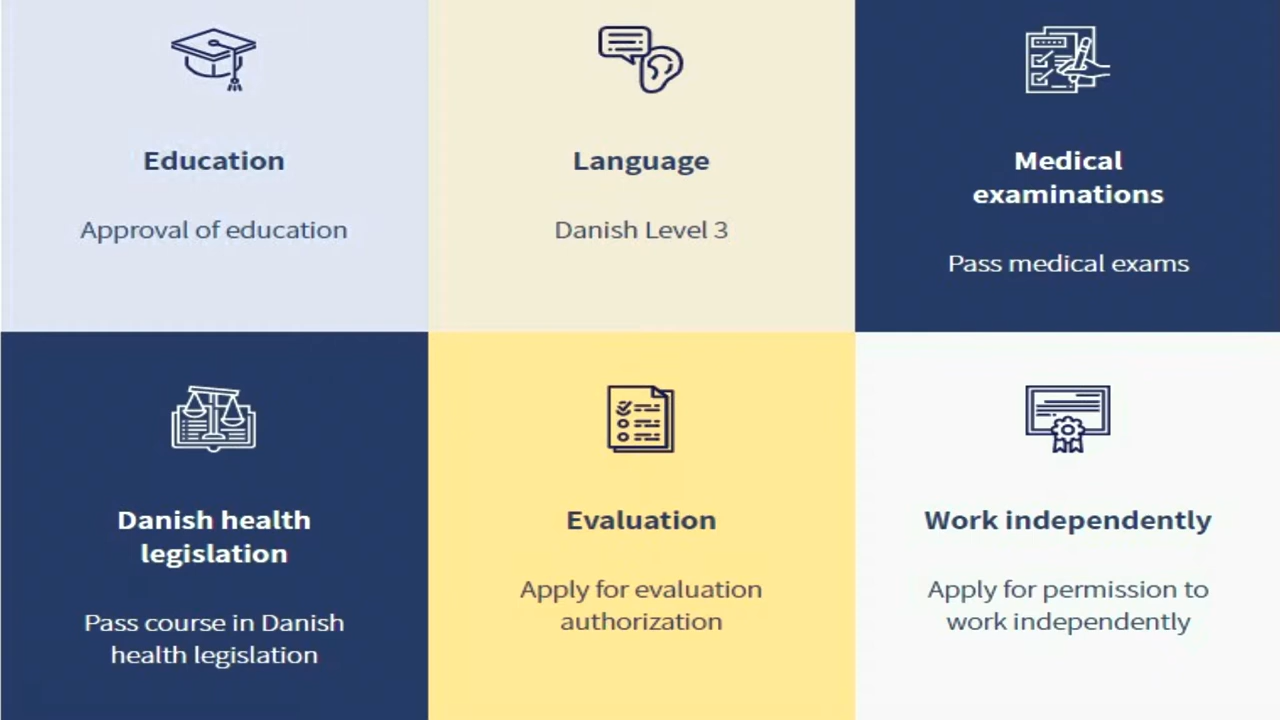 Education
Approval of education
Language
Danish Level 3
Medical
examinations
Pass medical exams
Danish health
legislation
Pass course in Danish
health legislation
Evaluation
Apply for evaluation
authorization
Work independently
Apply for permission to
work independently